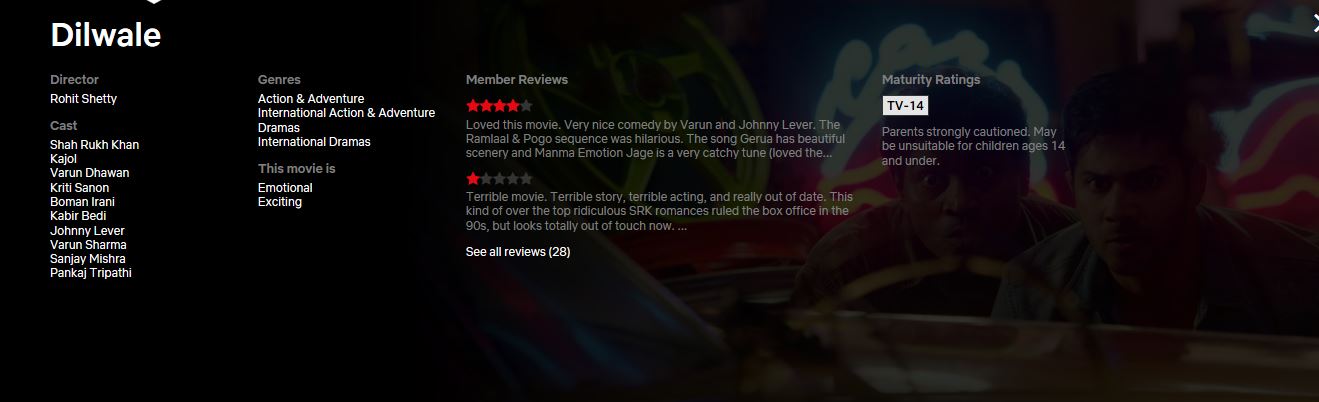 Dilwale
Director
Rohit Shetty
Cast
Shah Rukh Khan
Kajol
Varun Dhawan
Kriti Sanon
Boman Irani
Kabir Bedi
Johnny Lever
Varun Sharma
Sanjay Mishra
Pankaj Tripathi
Genres
Action & Adventure
International Action & Adventure
Dramas
International Dramas
This movie is
Emotional
Exciting
Member Reviews
Loved this movie. Very nice comedy by Varun and Johnny Lever. The
Ramlaal & Pogo sequence was hilarious. The song Gerua has beautiful
scenery and Manma Emotion Jage is a very catchy tune (loved the...
Terrible movie. Terrible story, terrible acting, and really out of date. This
kind of over the top ridiculous SRK romances ruled the box office in the
90s, but looks totally out of touch now. ...
See all reviews (28)
Maturity Ratings
TV-14
Parents strongly cautioned. May
be unsuitable for children ages 14
and under.